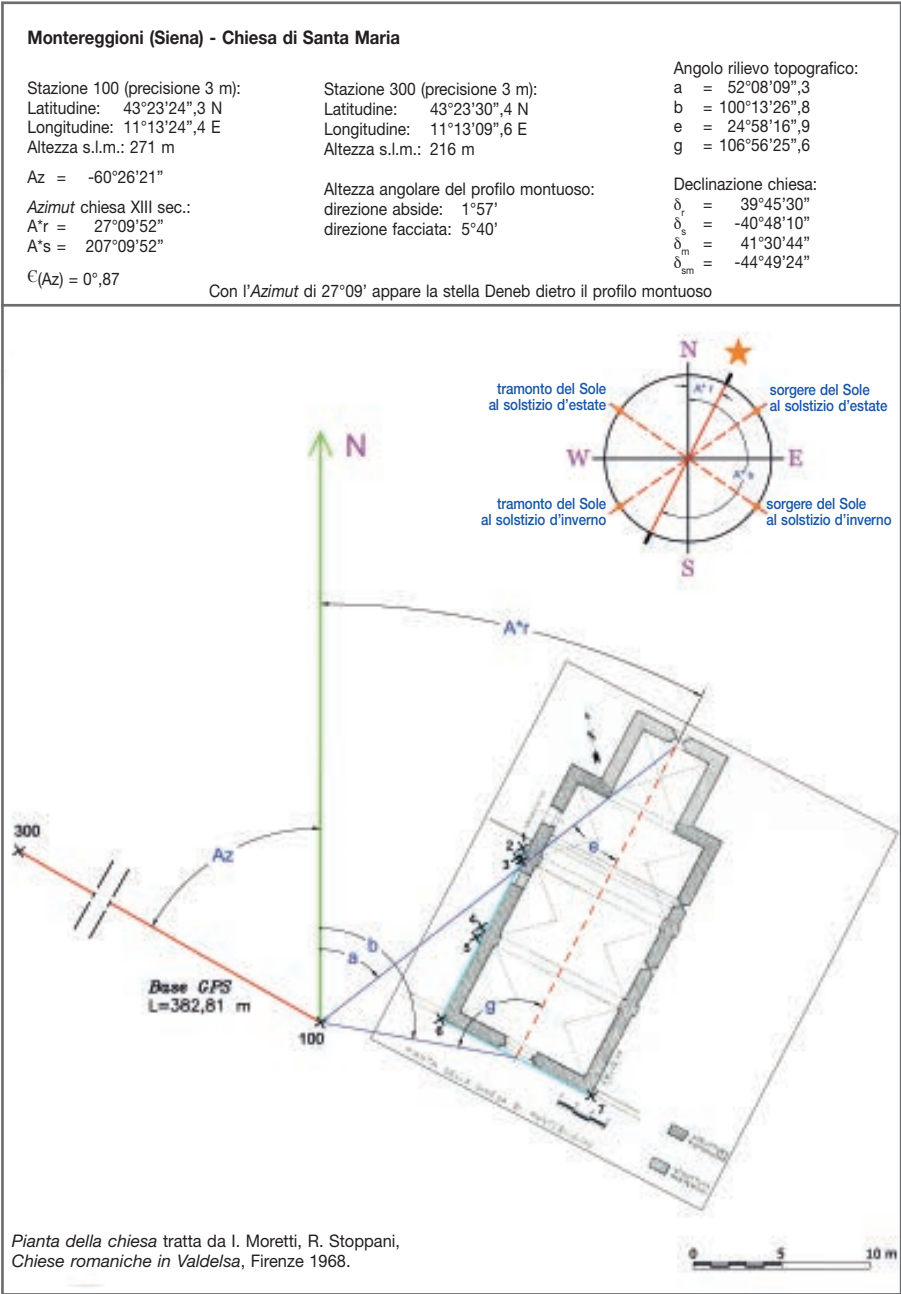 Montereggioni (Siena) - Chiesa di Santa Maria
Stazione 100 (precisione 3 m):
Latitudine: 43°23'24",3 N
Longitudine: 11°13'24",4 E
Altezza s.l.m.: 271 m
Az = -60°26'21"
Azimut chiesa XIII sec.:
A*r = 27°09'52"
A*s = 207°09'52"
Є(Az) = 0°,87
Stazione 300 (precisione 3 m):
Latitudine: 43°23'30",4 N
Longitudine: 11°13'09",6 E
Altezza s.l.m.: 216 m
Altezza angolare del profilo montuoso:
direzione abside: 1°57'
direzione facciata: 5°40'
Angolo rilievo topografico:
a = 52°08'09",3
b = 100°13'26",8
e = 24°58'16",9
g = 106°56'25",6
Declinazione chiesa:
δr = 39°45'30"
δs = -40°48'10"
δm = 41°30'44"
δsm = -44°49'24"
Con l'Azimut di 27°09' appare la stella Deneb dietro il profilo montuoso
N
tramonto del Sole
al solstizio d'estate
sorgere del Sole
al solstizio d'estate
A* r
W
E
A* s
tramonto del Sole
al solstizio d'inverno
sorgere del Sole
al solstizio d'inverno
S
N
A*r
300
Az
1
2
3
e
b
a
4
5
g
Base GPS
L=382,81 m
100
6
7
PIANTA DELLA CHIESA DI
Pianta della chiesa tratta da I. Moretti, R. Stoppani,
Chiese romaniche in Valdelsa, Firenze 1968.
0 5 10 m